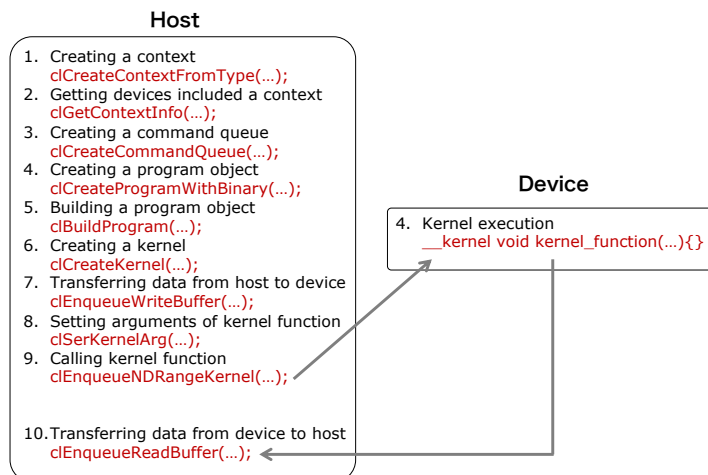 Host
1. Creating a context
clCreateContextFromType(…);
2. Getting devices included a context
clGetContextInfo(…);
3. Creating a command queue
clCreateCommandQueue(…);
4. Creating a program object
clCreateProgramWithBinary(…);
5. Building a program object
clBuildProgram(…);
6. Creating a kernel
clCreateKernel(…);
7. Transferring data from host to device
clEnqueueWriteBuffer(…);
8. Setting arguments of kernel function
clSerKernelArg(…);
9. Calling kernel function
clEnqueueNDRangeKernel(…);
10. Transferring data from device to host
clEnqueueReadBuffer(…);
Device
4. Kernel execution
__kernel void kernel_function(…){}